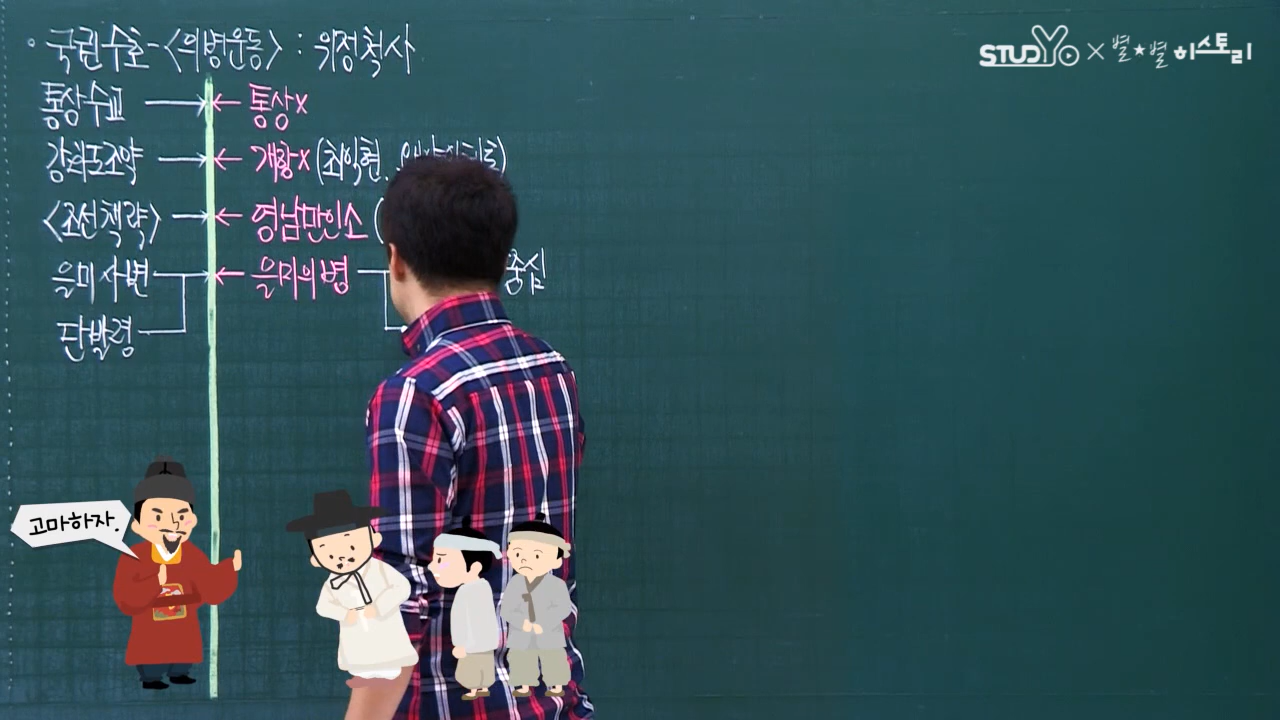 · 국권수호-<의병운동> : 위정척사
STUDYO × 별★별 히스토리
통상수교 → ← 통상×
강화도조약 → ← 개항× (최익현,
<조선책략> → ← 영남만인소 (
을미사변 → ← 을미의병 중심
단발령
고마하자.